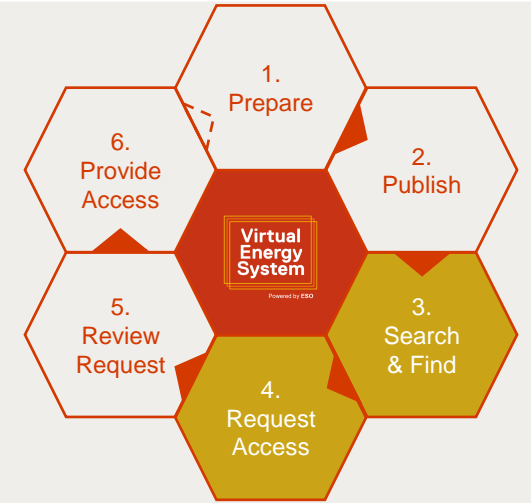 1.
Prepare
2.
Publish
3.
Search
& Find
4.
Request
Access
5.
Review
Request
6.
Provide
Access
Virtual
Energy
System
Powered by ESO